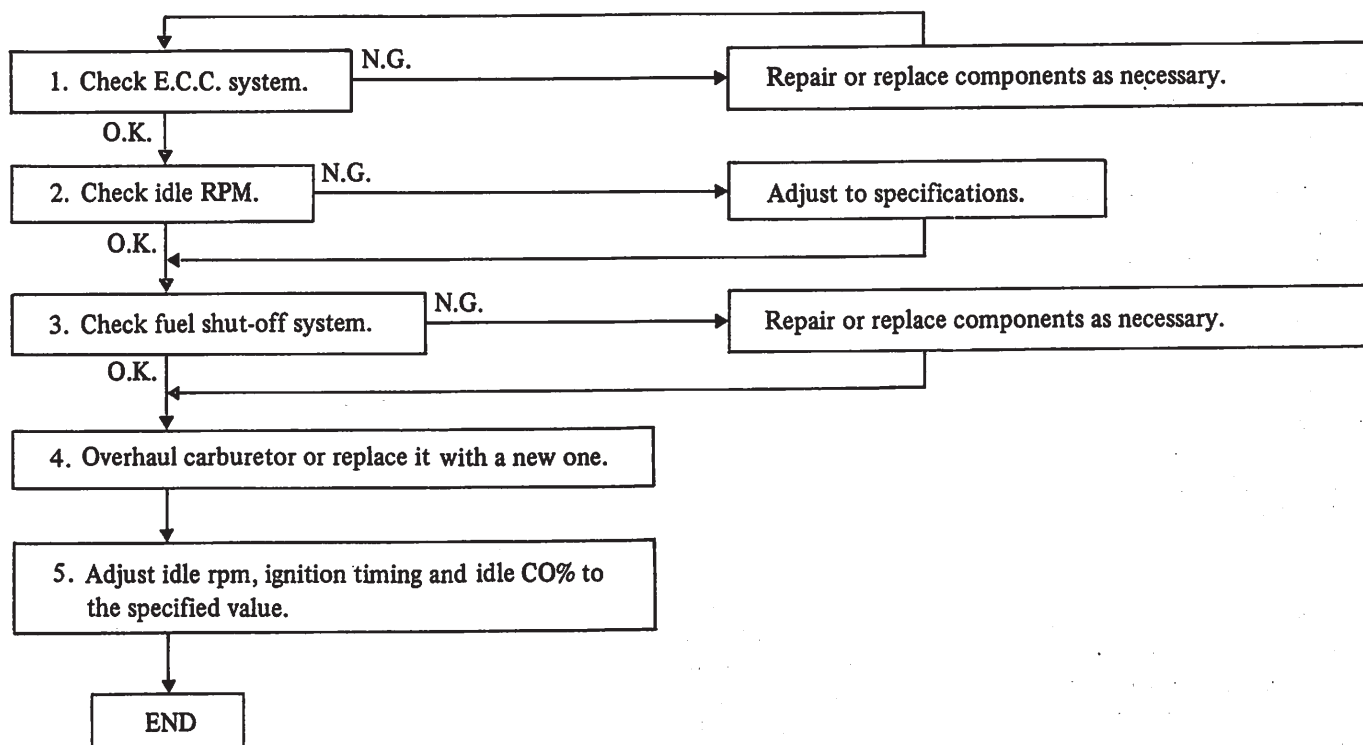 1. Check E.C.C. system.
N.G.
Repair or replace components as necessary.
O.K.
2. Check idle RPM.
N.G.
Adjust to specifications.
O.K.
3. Check fuel shut-off system.
N.G.
Repair or replace components as necessary.
O.K.
4. Overhaul carburetor or replace it with a new one.
5. Adjust idle rpm, ignition timing and idle CO% to
the specified value.
END